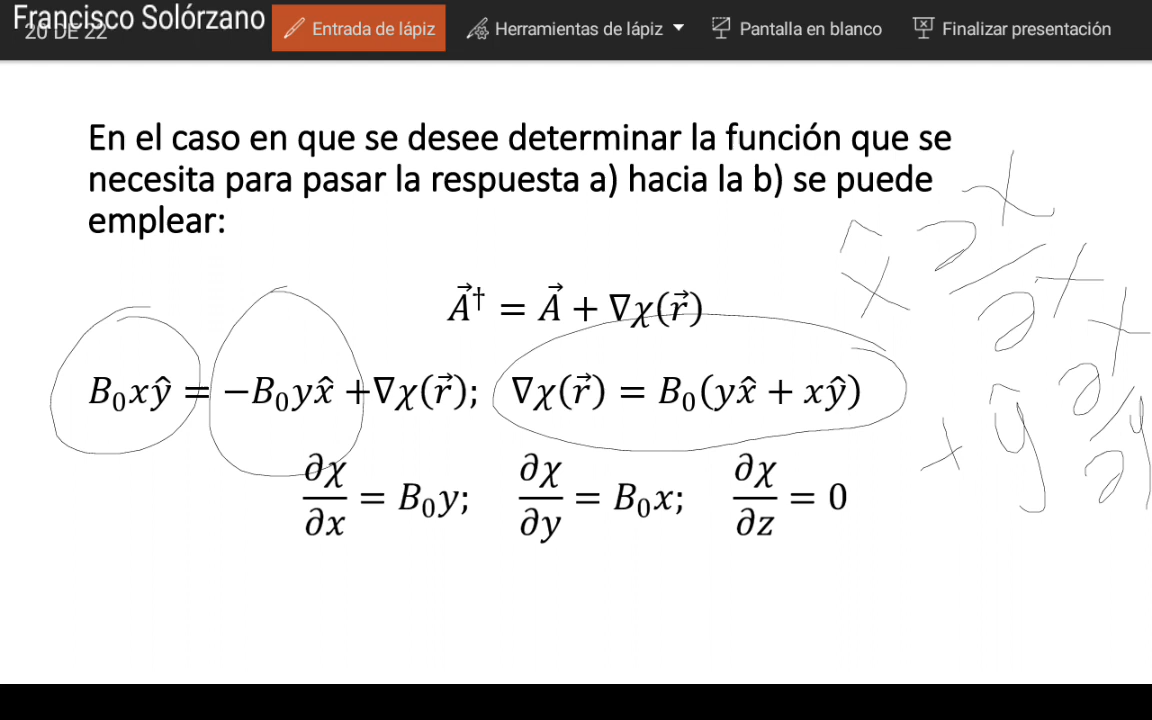 Francisco Solórzano
20 DE 22 Entrada de lápiz Herramientas de lápiz Pantalla en blanco Finalizar presentación
En el caso en que se desee determinar la función que se
necesita para pasar la respuesta a) hacia la b) se puede
emplear:
A⃗† = A⃗ + ∇χ(r⃗)
B₀xŷ = −B₀yx̂ +∇χ(r⃗); ∇χ(r⃗) = B₀(yx̂ + xŷ)
∂χ/∂x = B₀y; ∂χ/∂y = B₀x; ∂χ/∂z = 0